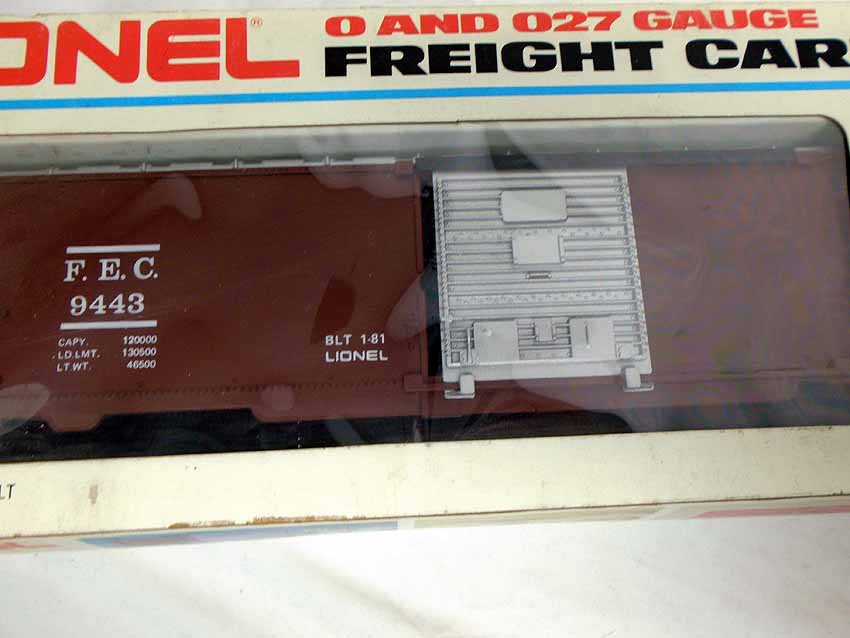 ONEL® O AND O27 GAUGE
FREIGHT CAR
F. E. C.
9443
CAPY. 120000
LD.LMT. 130500
LT.WT. 46500
BLT 1-81
LIONEL
LT